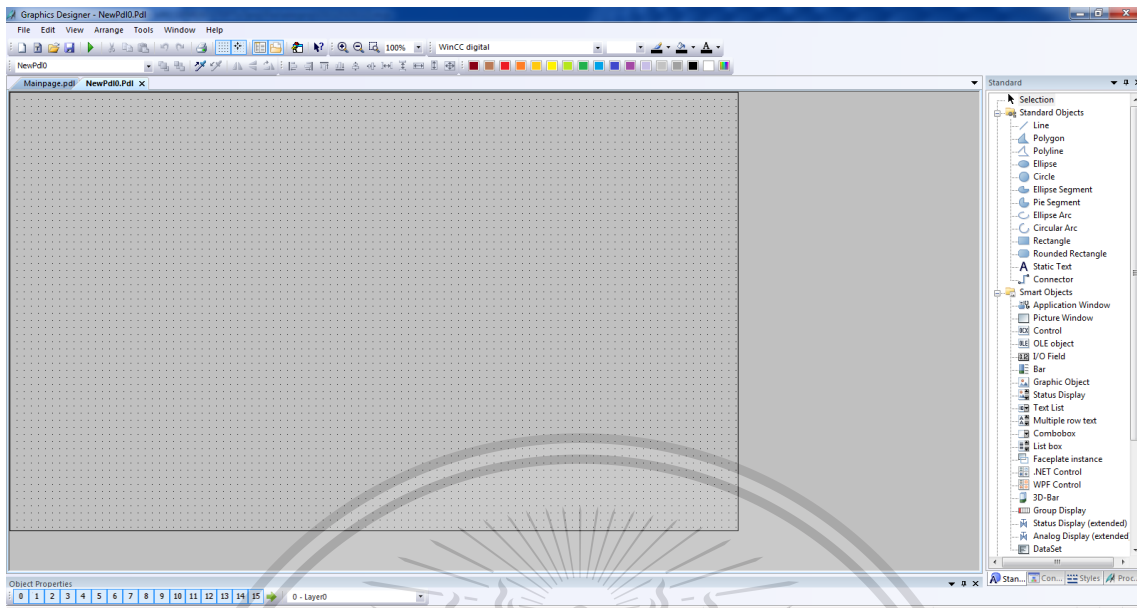 Graphics Designer - NewPdl0.Pdl
File Edit View Arrange Tools Window Help
100% WinCC digital
NewPdl0
Mainpage.pdl NewPdl0.Pdl X
Standard
Selection
Standard Objects
Line
Polygon
Polyline
Ellipse
Circle
Ellipse Segment
Pie Segment
Ellipse Arc
Circular Arc
Rectangle
Rounded Rectangle
A Static Text
Connector
Smart Objects
Application Window
Picture Window
OCX Control
OLE OLE object
0.12 I/O Field
Bar
Graphic Object
Status Display
Text List
Multiple row text
Combobox
List box
Faceplate instance
.NET Control
WPF Control
3D-Bar
Group Display
Status Display (extended)
Analog Display (extended
DataSet
Stan... Con... Styles Proc...
Object Properties
0 1 2 3 4 5 6 7 8 9 10 11 12 13 14 15 0 - Layer0